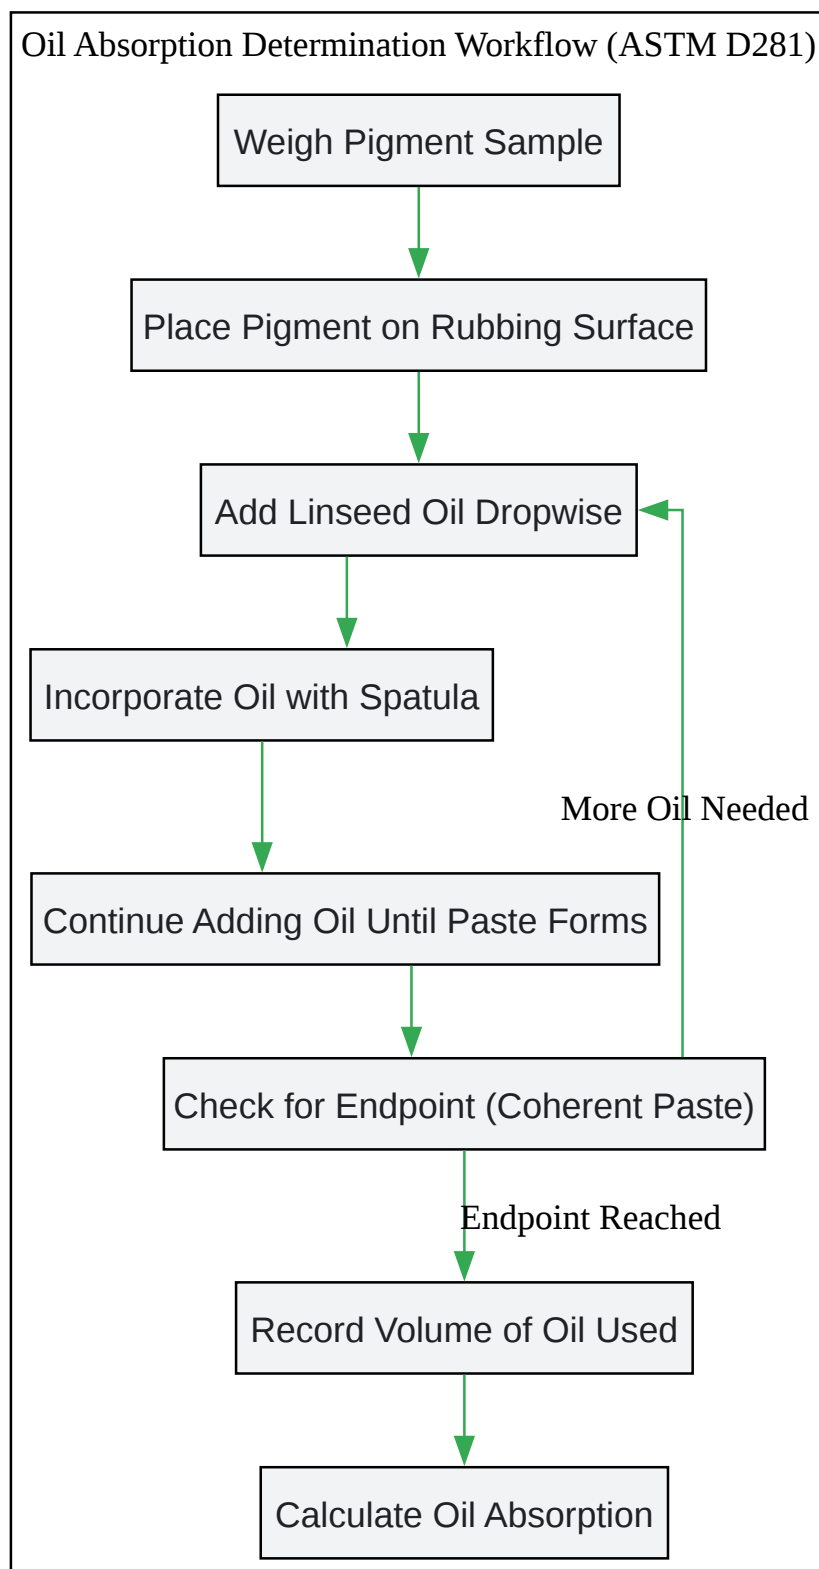 Oil Absorption Determination Workflow (ASTM D281)
Weigh Pigment Sample
Place Pigment on Rubbing Surface
Add Linseed Oil Dropwise
Incorporate Oil with Spatula
More Oil Needed
Continue Adding Oil Until Paste Forms
Check for Endpoint (Coherent Paste)
Endpoint Reached
Record Volume of Oil Used
Calculate Oil Absorption